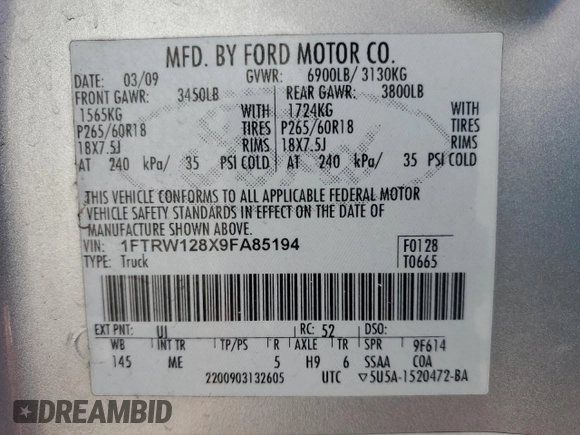 MFD. BY FORD MOTOR CO.
DATE: 03/09 GVWR: 6900LB/ 3130KG
FRONT GAWR: 3450LB REAR GAWR: 3800LB
1565KG WITH 1724KG WITH
P265/60R18 TIRES P265/60R18 TIRES
18X7.5J RIMS 18X7.5J RIMS
AT 240 kPa/ 35 PSI COLD AT 240 kPa/ 35 PSI COLD
THIS VEHICLE CONFORMS TO ALL APPLICABLE FEDERAL MOTOR
VEHICLE SAFETY STANDARDS IN EFFECT ON THE DATE OF
MANUFACTURE SHOWN ABOVE.
VIN: 1FTRW128X9FA85194 F0128
TYPE: Truck T0665
EXT PNT: UI RC: 52 DSO:
WB INT TR TP/PS R AXLE TR SPR 9F614
145 ME 5 H9 6 SSAA COA
2200903132605 UTC ▽5U5A-1520472-BA
DREAMBID